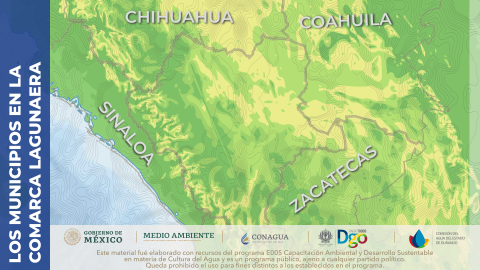 LOS MUNICIPIOS EN LA
COMARCA LAGUNAERA
CHIHUAHUA
COAHUILA
SINALOA
ZACATECAS
GOBIERNO DE
MÉXICO
MEDIO AMBIENTE
CONAGUA
Dgo
COMISIÓN DEL
AGUA DEL ESTADO
DE DURANGO
Este material fue elaborado con recursos del programa E005 Capacitación Ambiental y Desarrollo Sustentable
en materia de Cultura del Agua y es un programa público, ajeno a cualquier partido político.
Queda prohibido el uso para fines distintos a los establecidos en el programa.